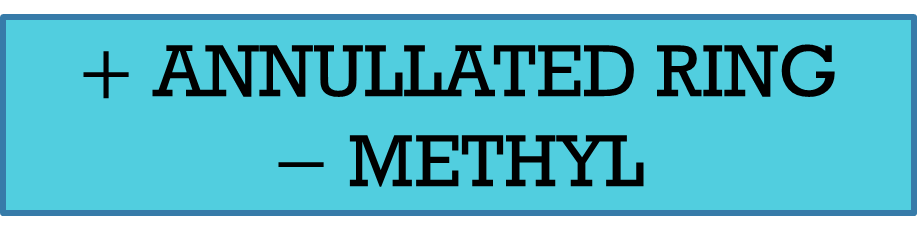 + ANNULLATED RING
– METHYL